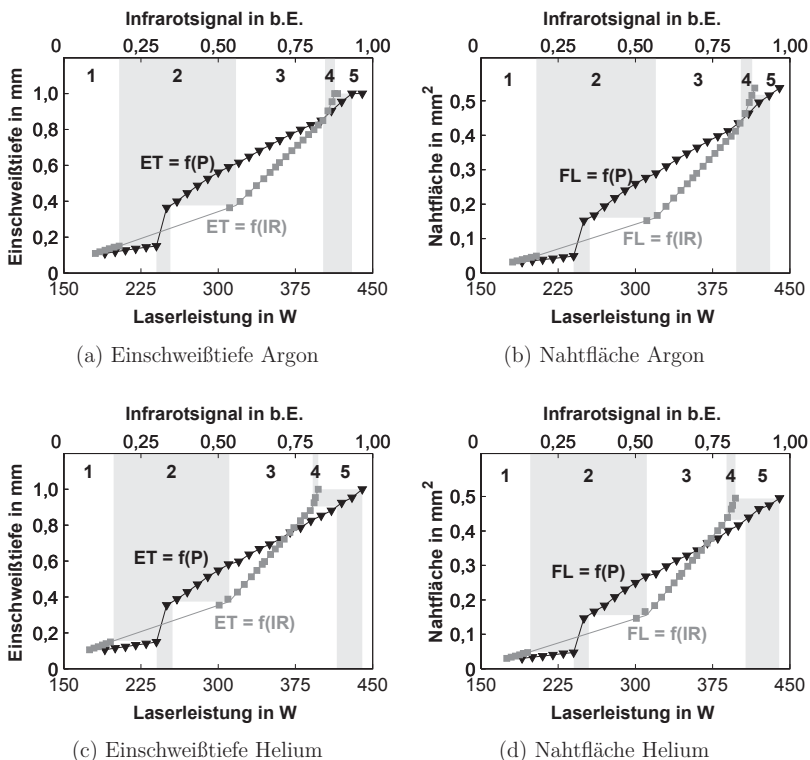 Infrarotsignal in b.E.
0 0,25 0,50 0,75 1,00
1 2 3 4 5
Einschweißtiefe in mm
1,0
0,8
0,6
0,4
0,2
0
ET = f(P)
ET = f(IR)
150 225 300 375 450
Laserleistung in W
(a) Einschweißtiefe Argon
Infrarotsignal in b.E.
0 0,25 0,50 0,75 1,00
1 2 3 4 5
Nahtfläche in mm²
0,5
0,4
0,3
0,2
0,1
0
FL = f(P)
FL = f(IR)
150 225 300 375 450
Laserleistung in W
(b) Nahtfläche Argon
Infrarotsignal in b.E.
0 0,25 0,50 0,75 1,00
1 2 3 4 5
Einschweißtiefe in mm
1,0
0,8
0,6
0,4
0,2
0
ET = f(P)
ET = f(IR)
150 225 300 375 450
Laserleistung in W
(c) Einschweißtiefe Helium
Infrarotsignal in b.E.
0 0,25 0,50 0,75 1,00
1 2 3 4 5
Nahtfläche in mm²
0,5
0,4
0,3
0,2
0,1
0
FL = f(P)
FL = f(IR)
150 225 300 375 450
Laserleistung in W
(d) Nahtfläche Helium